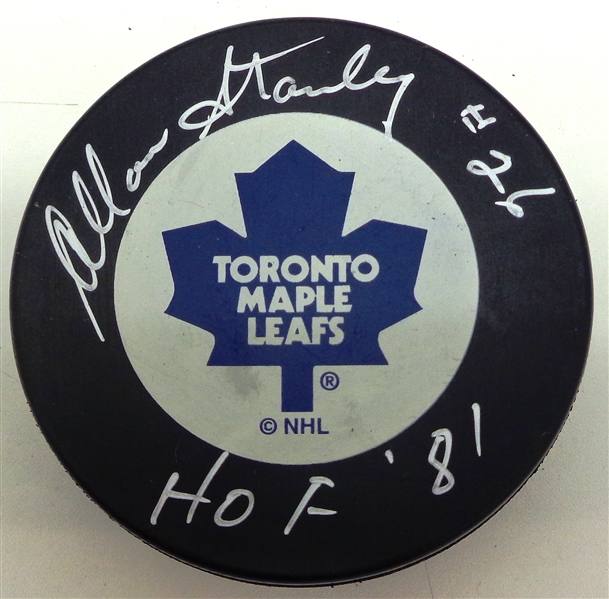 Allan Stanley #26
TORONTO
MAPLE
LEAFS
®
© NHL
HOF '81